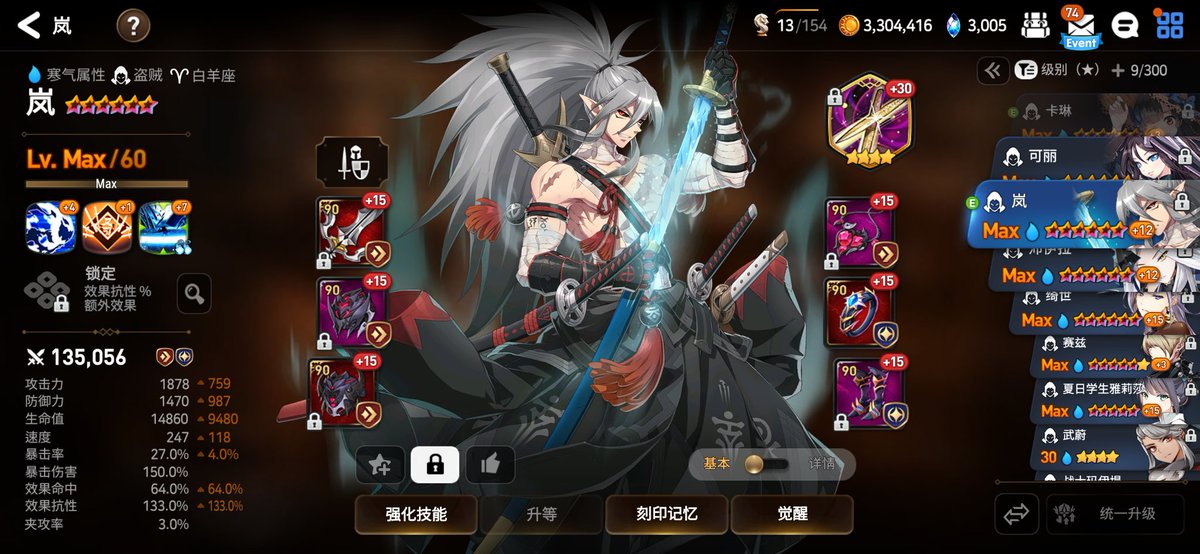 岚
?
13/154
3,304,416
3,005
74
Event
寒气属性 盗贼 白羊座
岚
Lv. Max/60
Max
+4 +1 +7
锁定
效果抗性 %
额外效果
135,056
攻击力 1878 759
防御力 1470 987
生命值 14860 9480
速度 247 118
暴击率 27.0% 4.0%
暴击伤害 150.0%
效果命中 64.0% 64.0%
效果抗性 133.0% 133.0%
夹攻率 3.0%
90 +15
90 +15
90 +15
+30
90 +15
90 +15
90 +15
基本 详情
强化技能
升等
刻印记忆
觉醒
级别 (★) + 9/300
E 卡琳
Max
可丽
E 岚
Max +12
Max +12
绮世
Max +15
赛兹
Max +3
夏日学生雅莉莎
Max +15
武蔚
30
统一升级